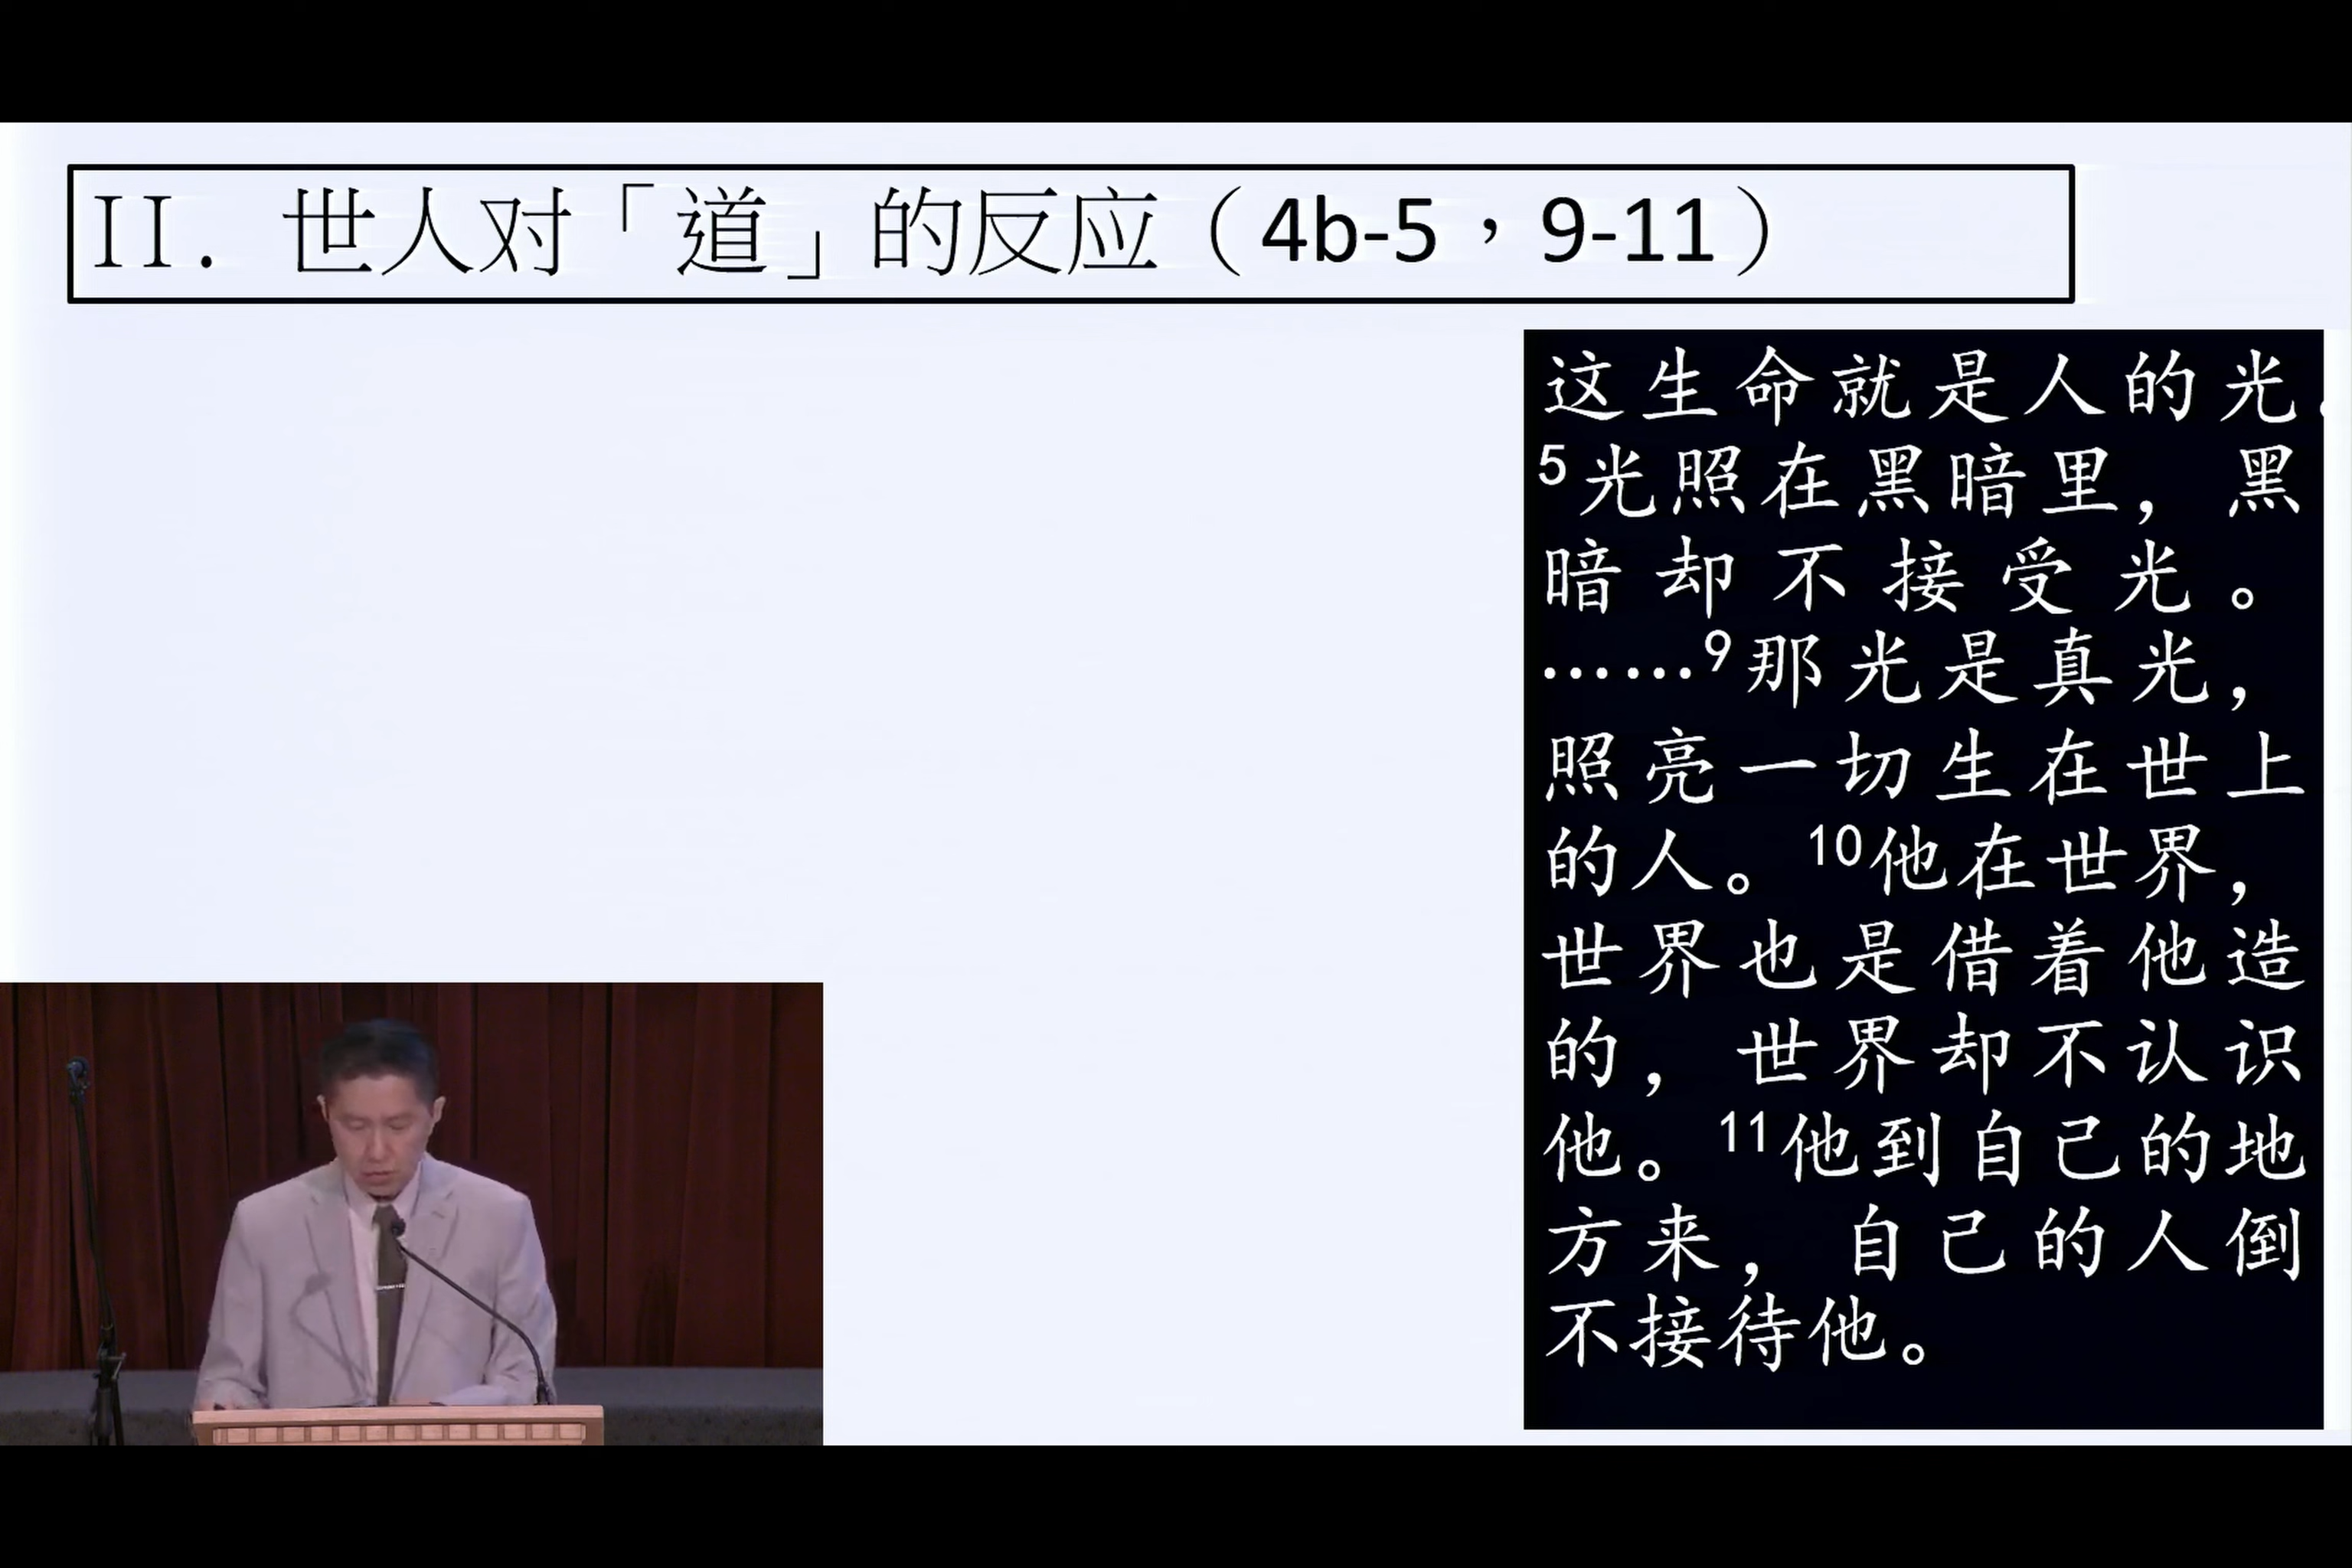 II. 世人对「道」的反应（4b-5，9-11）
这生命就是人的光。
5光照在黑暗里，黑
暗却不接受光。
……9那光是真光，
照亮一切生在世上
的人。10他在世界，
世界也是借着他造
的，世界却不认识
他。11他到自己的地
方来，自己的人倒
不接待他。